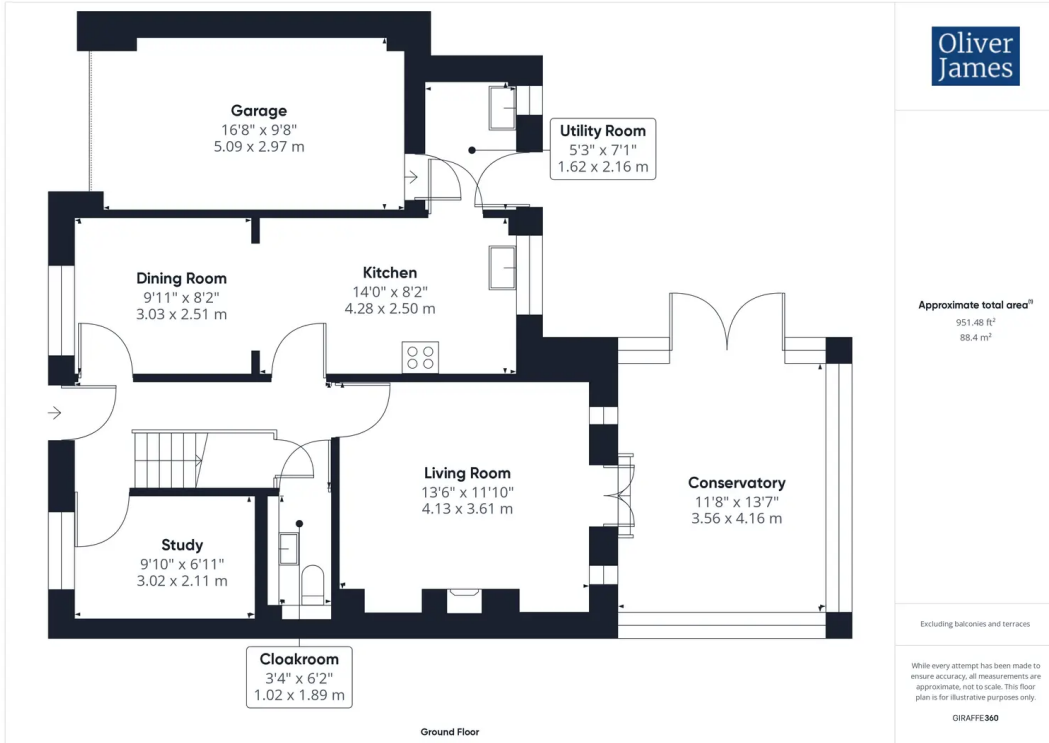 Garage
16'8" x 9'8"
5.09 x 2.97 m
Utility Room
5'3" x 7'1"
1.62 x 2.16 m
Dining Room
9'11" x 8'2"
3.03 x 2.51 m
Kitchen
14'0" x 8'2"
4.28 x 2.50 m
Living Room
13'6" x 11'10"
4.13 x 3.61 m
Conservatory
11'8" x 13'7"
3.56 x 4.16 m
Study
9'10" x 6'11"
3.02 x 2.11 m
Cloakroom
3'4" x 6'2"
1.02 x 1.89 m
Ground Floor
Oliver
James
Approximate total area⁽¹⁾
951.48 ft²
88.4 m²
Excluding balconies and terraces
While every attempt has been made to
ensure accuracy, all measurements are
approximate, not to scale. This floor
plan is for illustrative purposes only.
GIRAFFE360